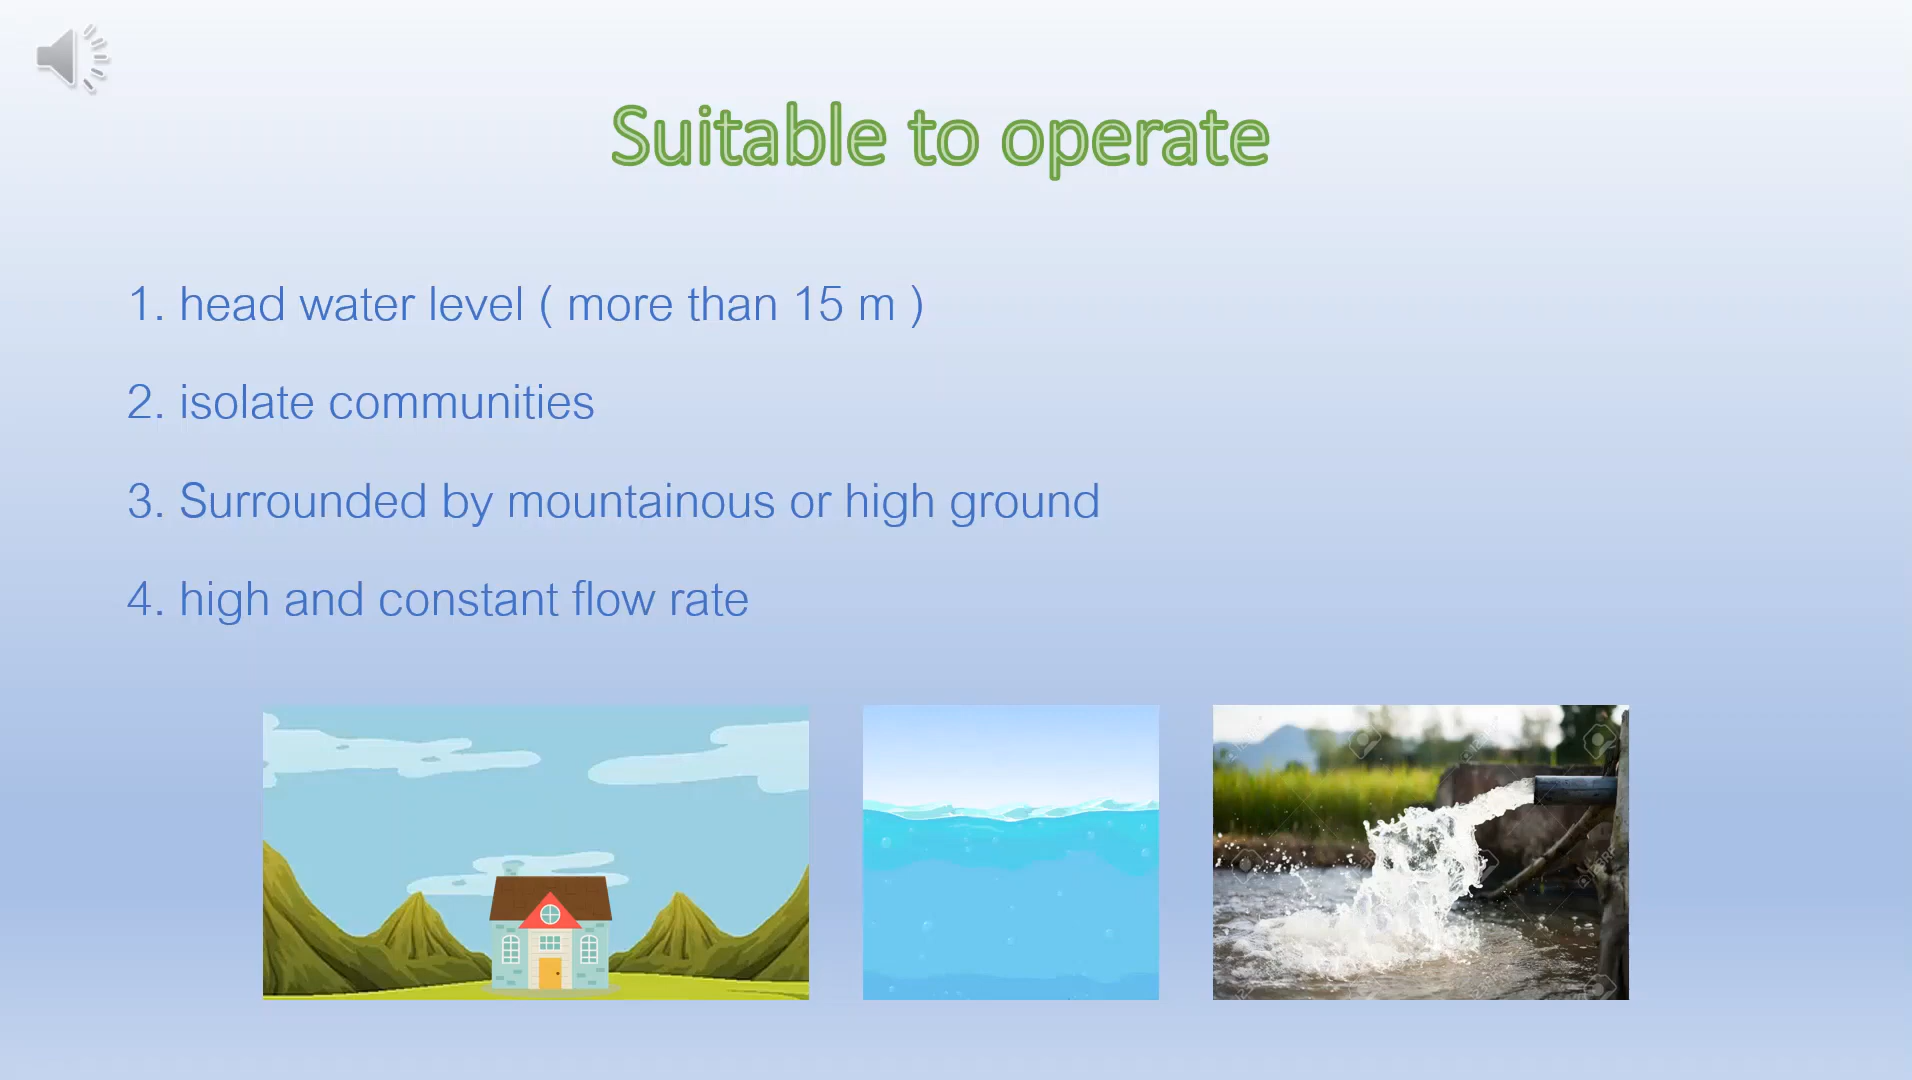 Suitable to operate
1. head water level ( more than 15 m )
2. isolate communities
3. Surrounded by mountainous or high ground
4. high and constant flow rate